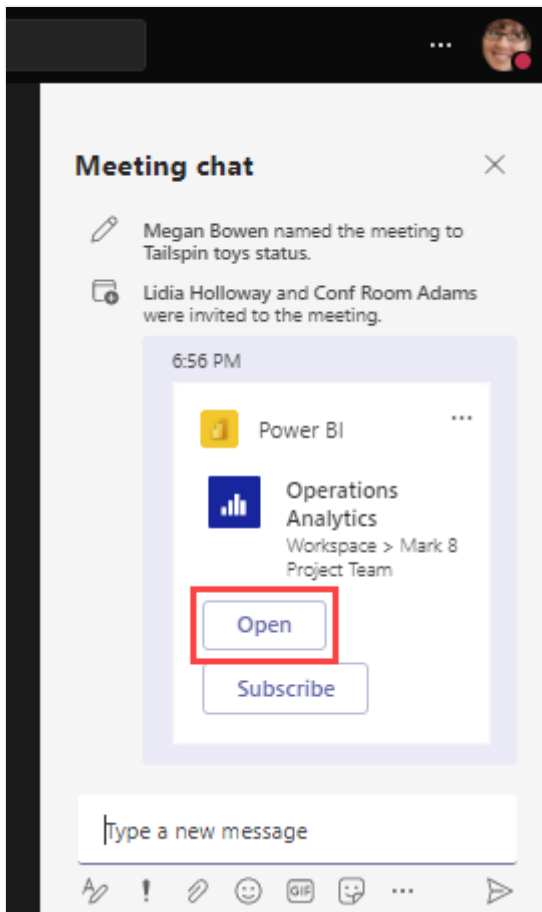 Meeting chat
Megan Bowen named the meeting to
Tailspin toys status.
Lidia Holloway and Conf Room Adams
were invited to the meeting.
6:56 PM
Power BI
Operations
Analytics
Workspace > Mark 8
Project Team
Open
Subscribe
Type a new message
GIF